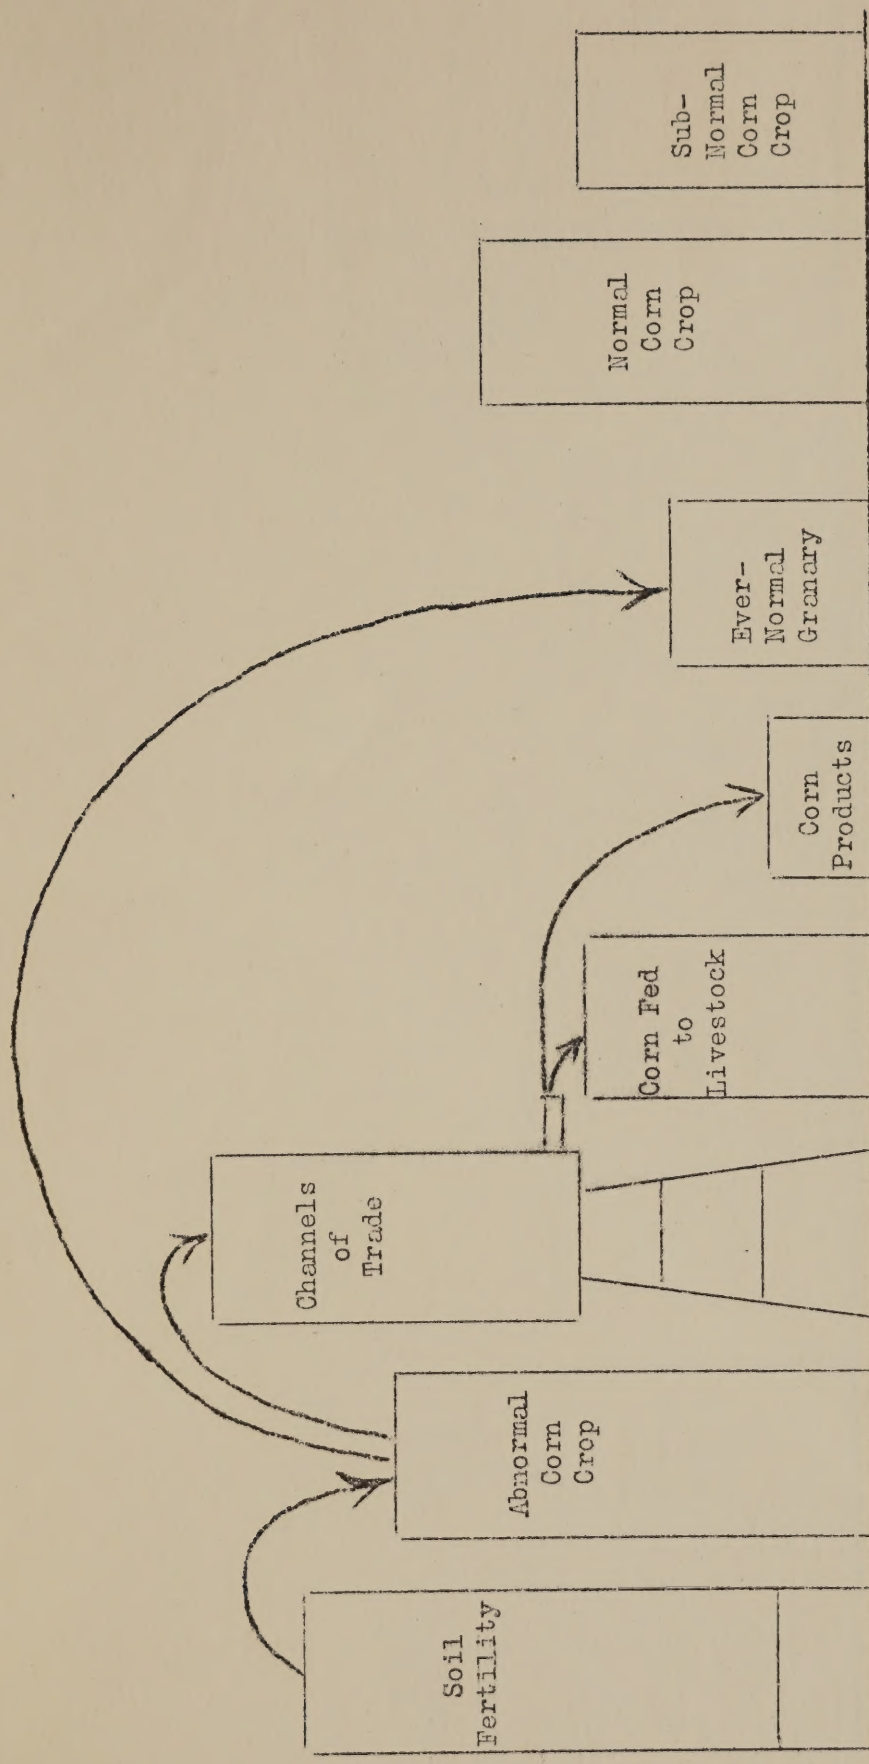 Soil
Fertility
Abnormal
Corn
Crop
Channels
of
Trade
Corn Fed
to
Livestock
Corn
Products
Ever-
Normal
Granary
Normal
Corn
Crop
Sub-
Normal
Corn
Crop